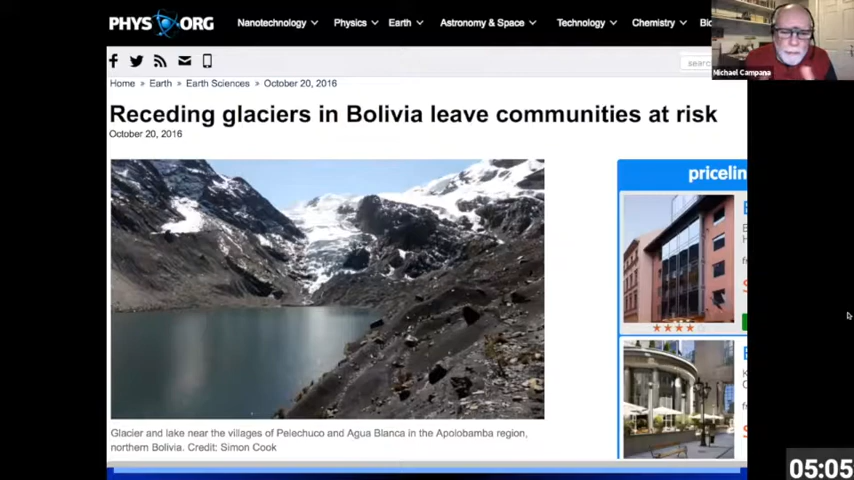 PHYS ORG
Nanotechnology Physics Earth Astronomy & Space Technology Chemistry
Michael Campana
Home » Earth » Earth Sciences » October 20, 2016
Receding glaciers in Bolivia leave communities at risk
October 20, 2016
Glacier and lake near the villages of Pelechuco and Agua Blanca in the Apolobamba region,
northern Bolivia. Credit: Simon Cook
05:05